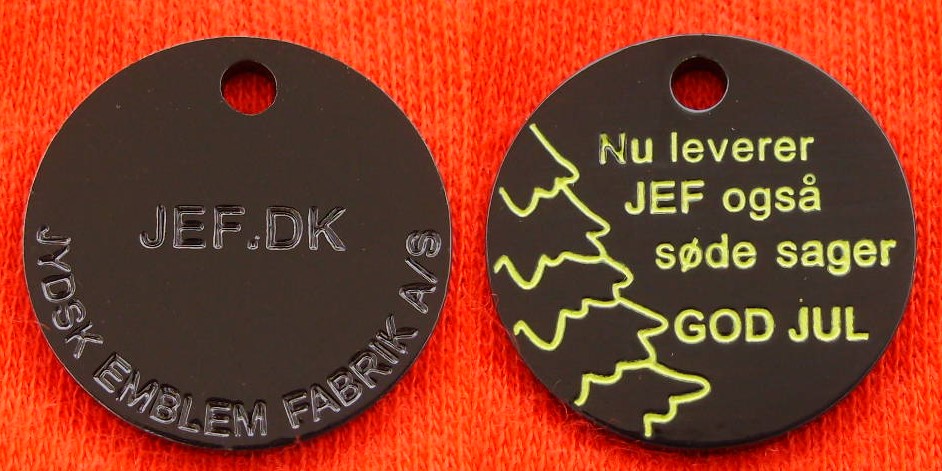 JEF.DK
JYDSK EMBLEM FABRIK A/S
Nu leverer
JEF også
søde sager
GOD JUL